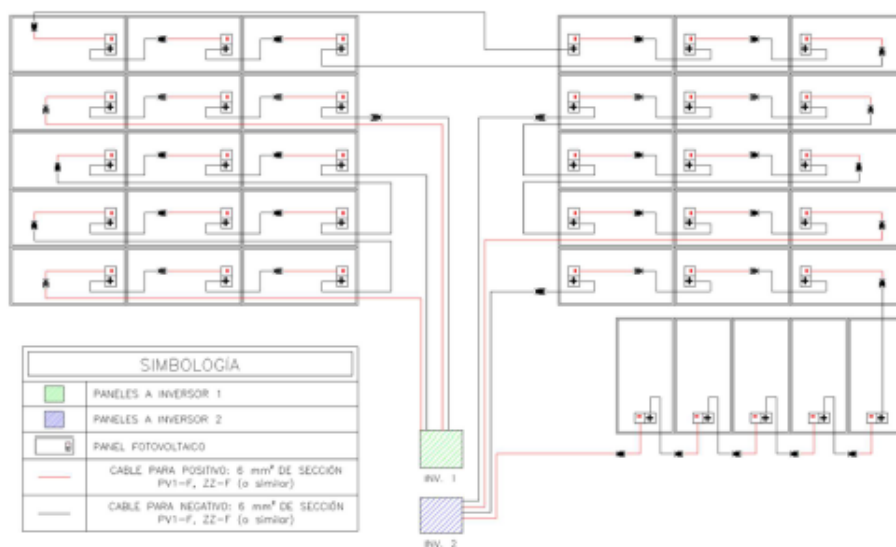 SIMBOLOGÍA
PANELES A INVERSOR 1
PANELES A INVERSOR 2
PANEL FOTOVOLTAICO
CABLE PARA POSITIVO: 6 mm² DE SECCIÓN
PV1-F, ZZ-F (o similar)
CABLE PARA NEGATIVO: 6 mm² DE SECCIÓN
PV1-F, ZZ-F (o similar)
INV. 1
INV. 2